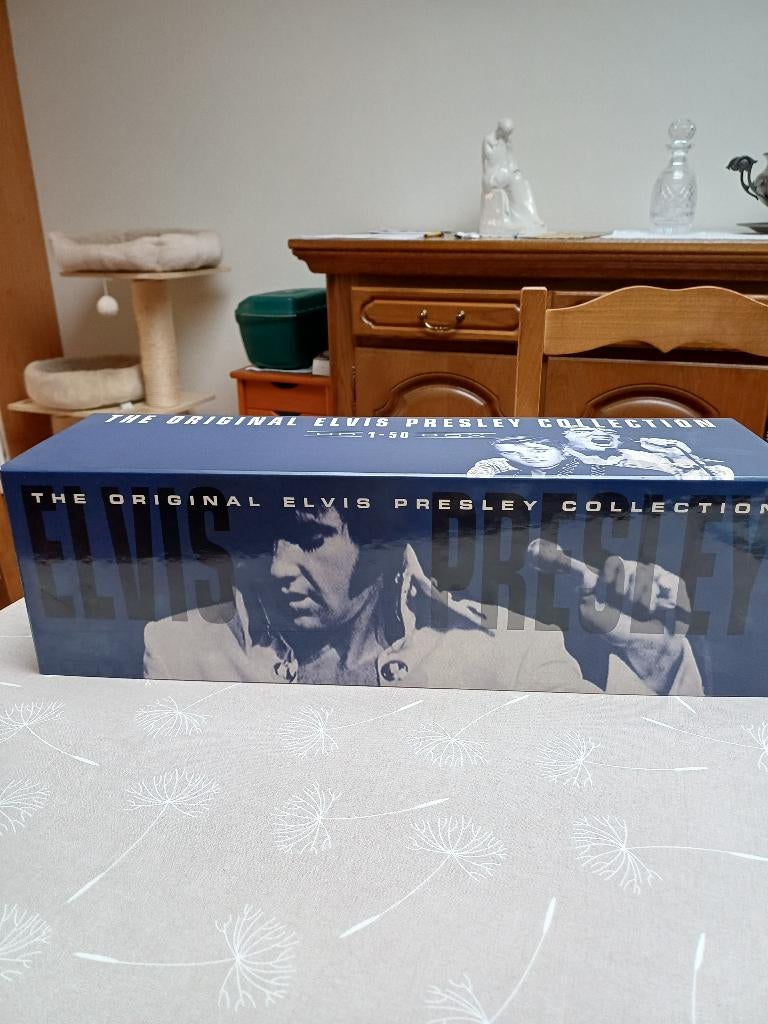 THE ORIGINAL ELVIS PRESLEY COLLECTION
1-50
THE ORIGINAL ELVIS PRESLEY COLLECTION
ELVIS PRESLEY